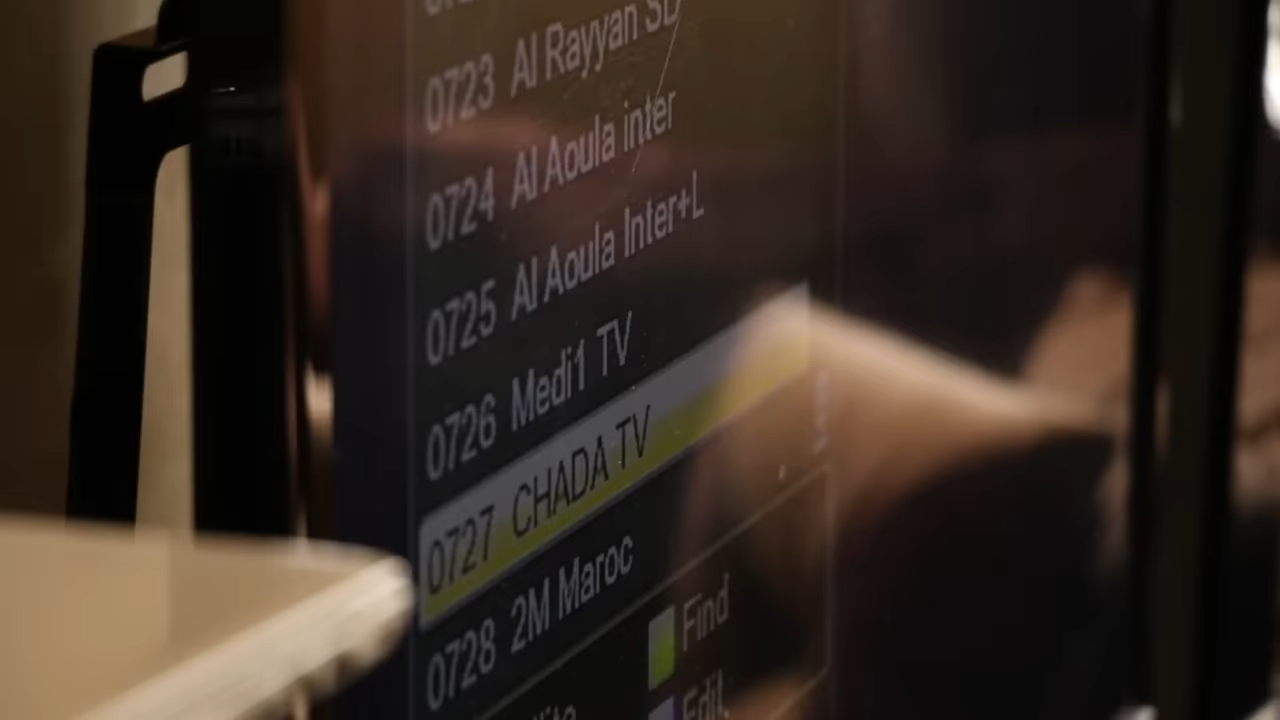 0723 Al Rayyan SD
0724 Al Aoula inter
0725 Al Aoula Inter+L
0726 Medi1 TV
0727 CHADA TV
0728 2M Maroc
Find
Edit